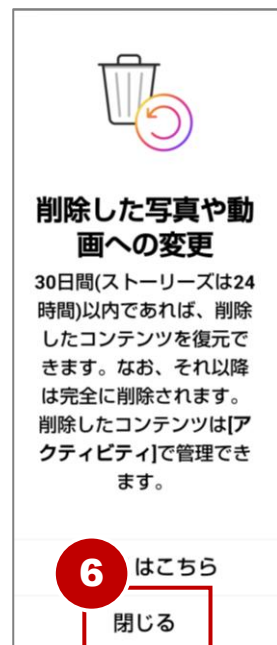 削除した写真や動
画への変更
30日間(ストーリーズは24
時間)以内であれば、削除
したコンテンツを復元で
きます。なお、それ以降
は完全に削除されます。
削除したコンテンツは[ア
クティビティ]で管理でき
ます。
6 はこちら
閉じる